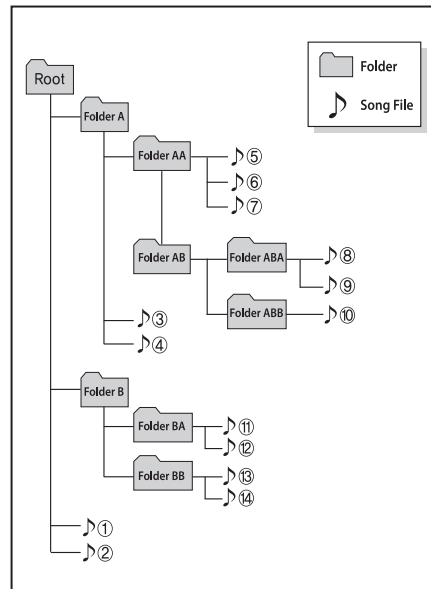 Root
Folder
Song File
Folder A
Folder AA
⑤
⑥
⑦
Folder AB
Folder ABA
⑧
⑨
Folder ABB
⑩
③
④
Folder B
Folder BA
⑪
⑫
Folder BB
⑬
⑭
①
②